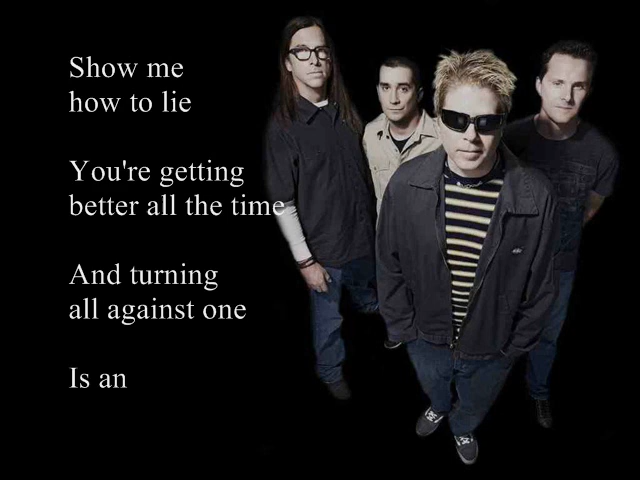 Show me
how to lie
You're getting
better all the time
And turning
all against one
Is an